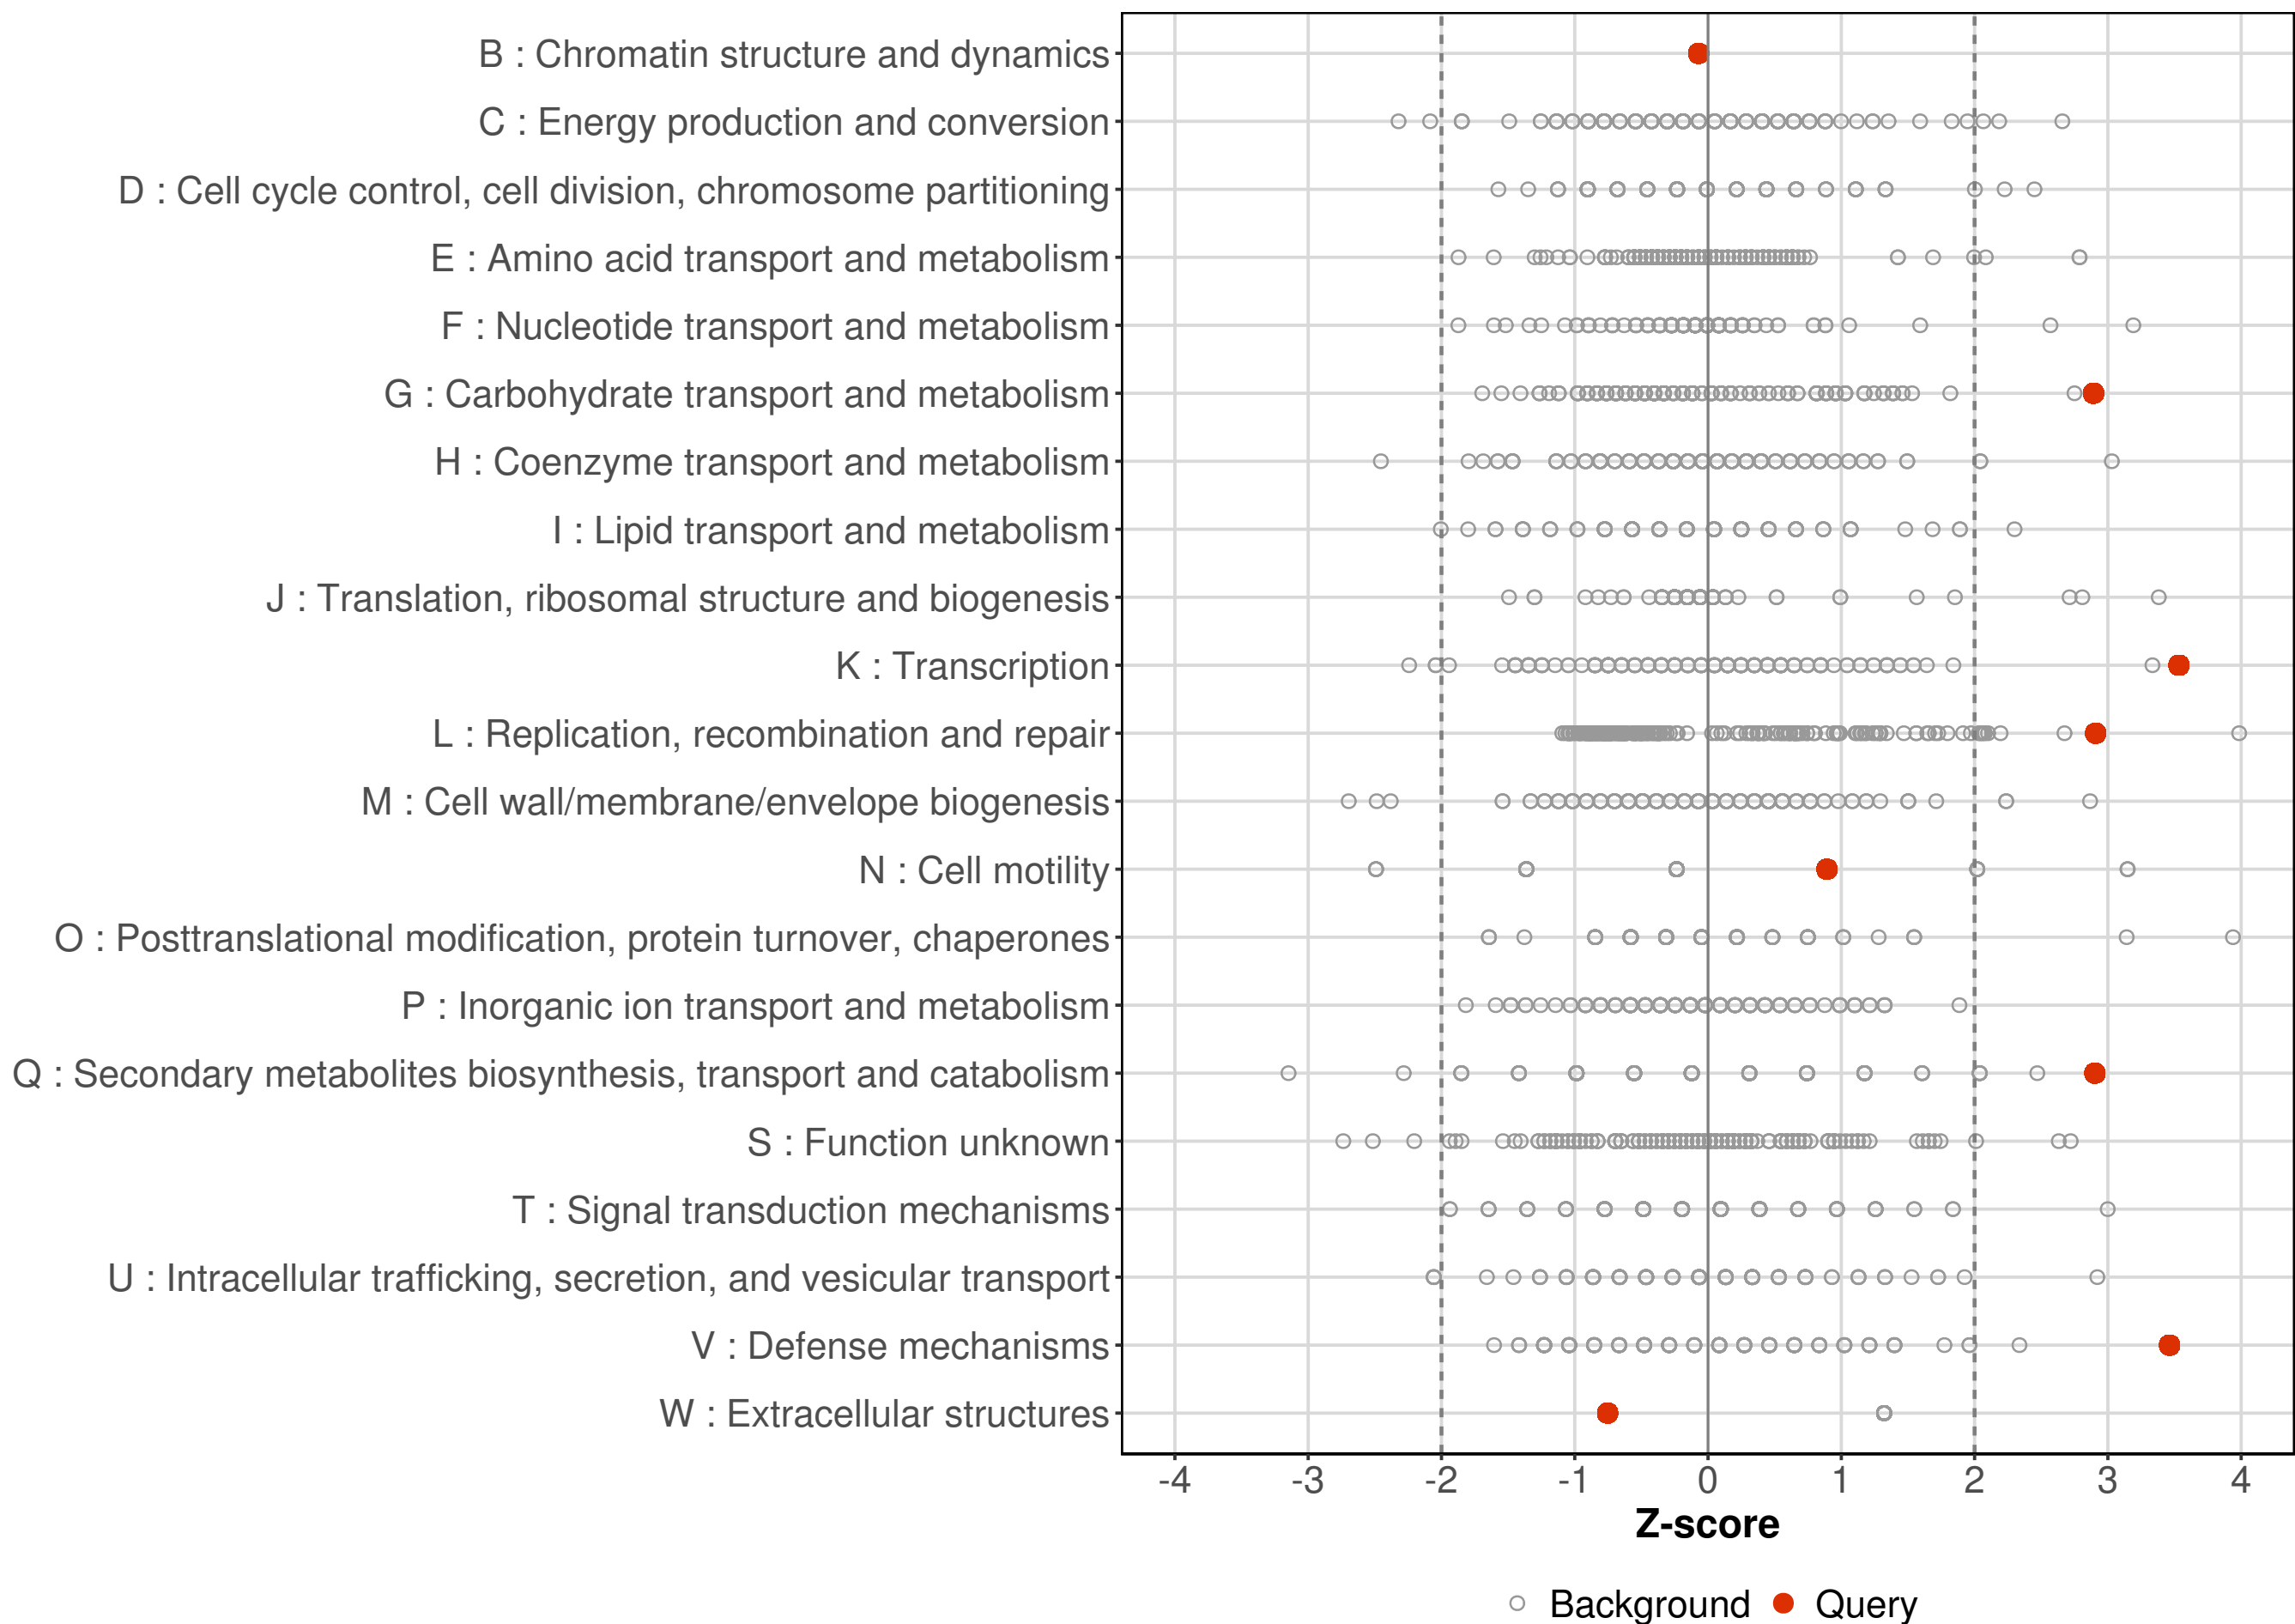 B : Chromatin structure and dynamics
C : Energy production and conversion
D : Cell cycle control, cell division, chromosome partitioning
E : Amino acid transport and metabolism
F : Nucleotide transport and metabolism
G : Carbohydrate transport and metabolism
H : Coenzyme transport and metabolism
I : Lipid transport and metabolism
J : Translation, ribosomal structure and biogenesis
K : Transcription
L : Replication, recombination and repair
M : Cell wall/membrane/envelope biogenesis
N : Cell motility
O : Posttranslational modification, protein turnover, chaperones
P : Inorganic ion transport and metabolism
Q : Secondary metabolites biosynthesis, transport and catabolism
S : Function unknown
T : Signal transduction mechanisms
U : Intracellular trafficking, secretion, and vesicular transport
V : Defense mechanisms
W : Extracellular structures
-4 -3 -2 -1 0 1 2 3 4
Z-score
Background Query